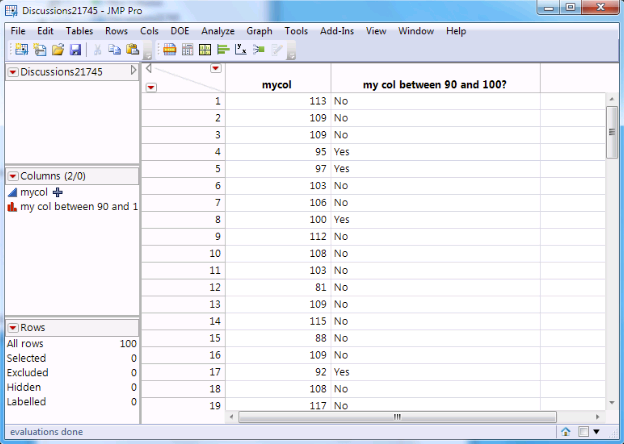 Discussions21745 - JMP Pro
File Edit Tables Rows Cols DOE Analyze Graph Tools Add-Ins View Window Help
Discussions21745
Columns (2/0)
mycol
my col between 90 and 1
Rows
All rows 100
Selected 0
Excluded 0
Hidden 0
Labelled 0
mycol my col between 90 and 100?
1 113 No
2 109 No
3 109 No
4 95 Yes
5 97 Yes
6 103 No
7 106 No
8 100 Yes
9 112 No
10 108 No
11 103 No
12 81 No
13 109 No
14 115 No
15 88 No
16 109 No
17 92 Yes
18 108 No
19 117 No
evaluations done